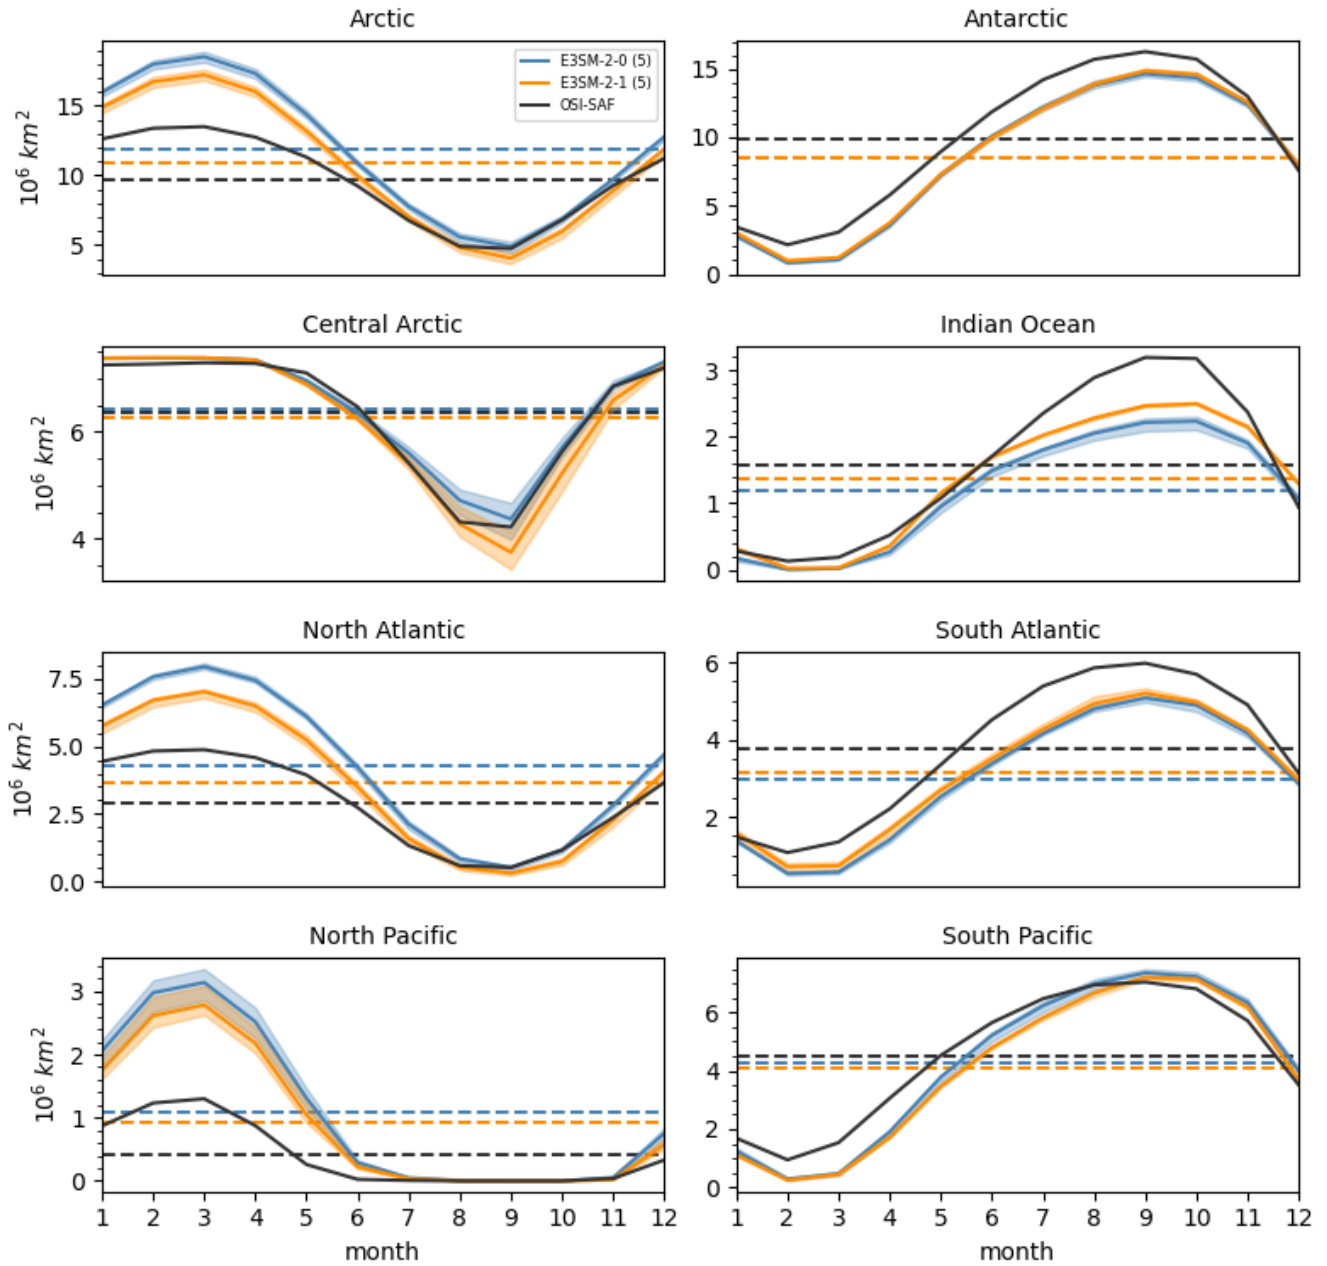 Arctic
Antarctic
10⁶ km²
15
10
5
E3SM-2-0 (5)
E3SM-2-1 (5)
OSI-SAF
15
10
5
0
Central Arctic
Indian Ocean
10⁶ km²
6
4
3
2
1
0
North Atlantic
South Atlantic
10⁶ km²
7.5
5.0
2.5
0.0
6
4
2
North Pacific
South Pacific
10⁶ km²
3
2
1
0
6
4
2
0
1 2 3 4 5 6 7 8 9 10 11 12
1 2 3 4 5 6 7 8 9 10 11 12
month
month